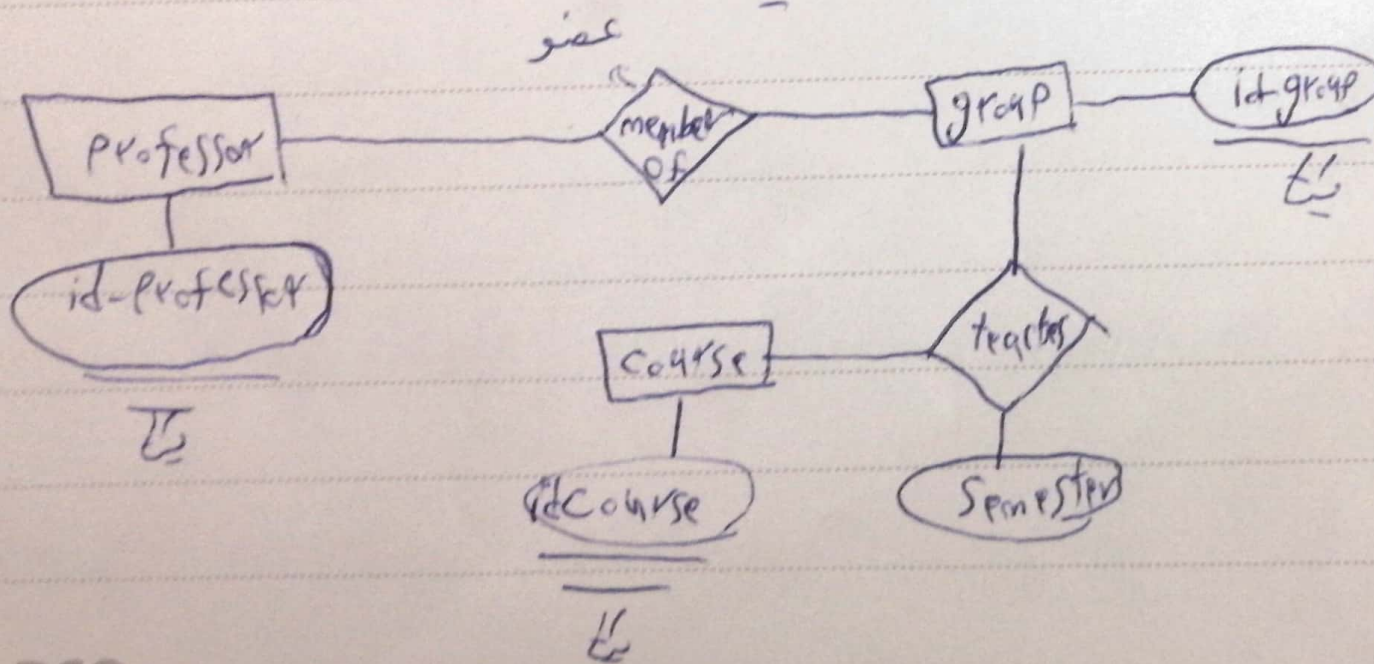 عضو
professor
member
of
group
id-group
id-professor
course
teaches
idcourse
Semester